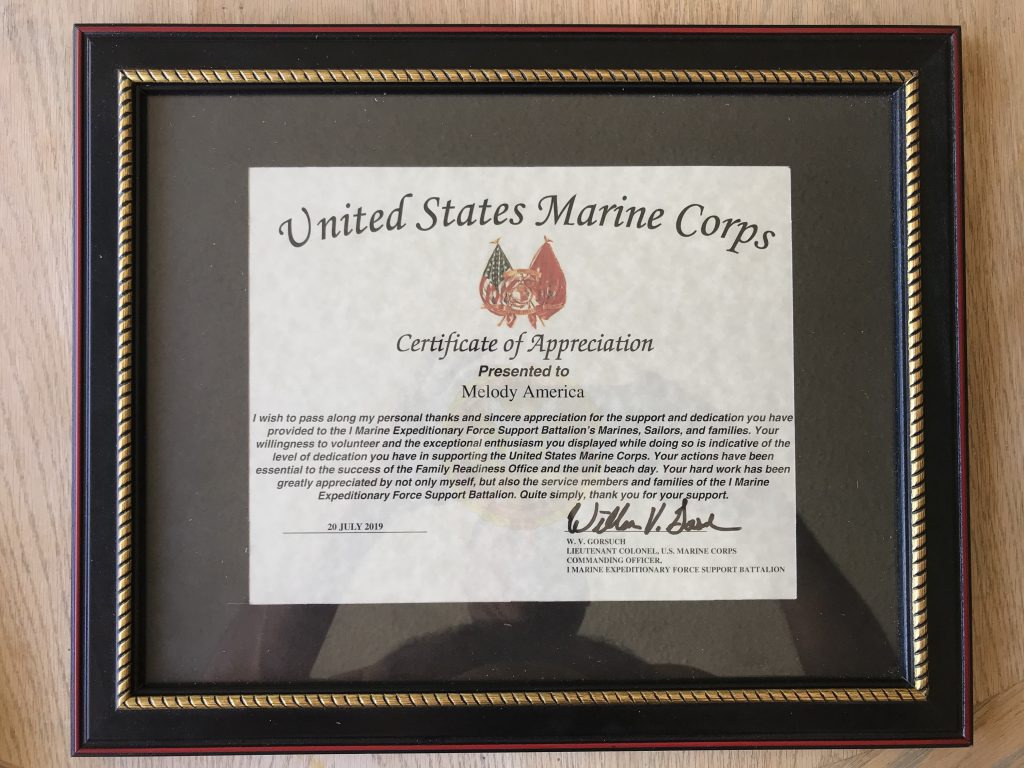 United States Marine Corps
Certificate of Appreciation
Presented to
Melody America
I wish to pass along my personal thanks and sincere appreciation for the support and dedication you have
provided to the I Marine Expeditionary Force Support Battalion's Marines, Sailors, and families. Your
willingness to volunteer and the exceptional enthusiasm you displayed while doing so is indicative of the
level of dedication you have in supporting the United States Marine Corps. Your actions have been
essential to the success of the Family Readiness Office and the unit beach day. Your hard work has been
greatly appreciated by not only myself, but also the service members and families of the I Marine
Expeditionary Force Support Battalion. Quite simply, thank you for your support.
20 JULY 2019
W. V. GORSUCH
LIEUTENANT COLONEL, U.S. MARINE CORPS
COMMANDING OFFICER,
I MARINE EXPEDITIONARY FORCE SUPPORT BATTALION